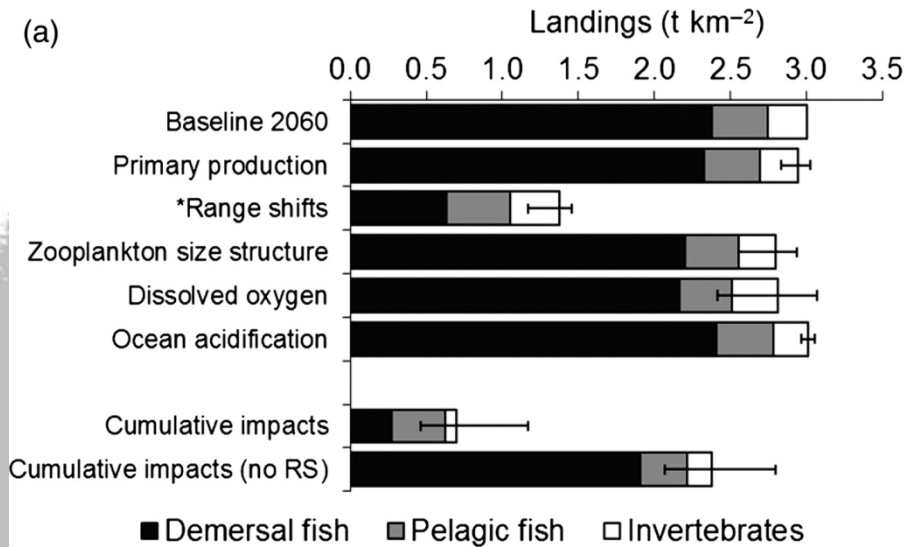 (a)
Landings (t km–2)
0.0 0.5 1.0 1.5 2.0 2.5 3.0 3.5
Baseline 2060
Primary production
*Range shifts
Zooplankton size structure
Dissolved oxygen
Ocean acidification
Cumulative impacts
Cumulative impacts (no RS)
Demersal fish Pelagic fish Invertebrates